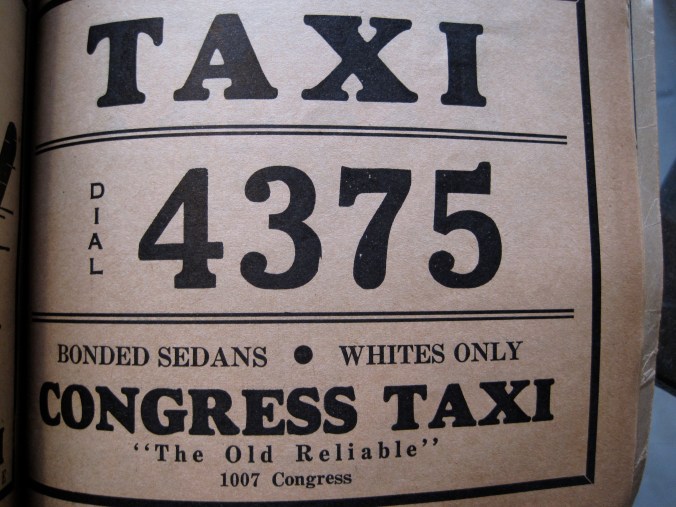 TAXI
DIAL
4375
BONDED SEDANS ● WHITES ONLY
CONGRESS TAXI
“The Old Reliable”
1007 Congress